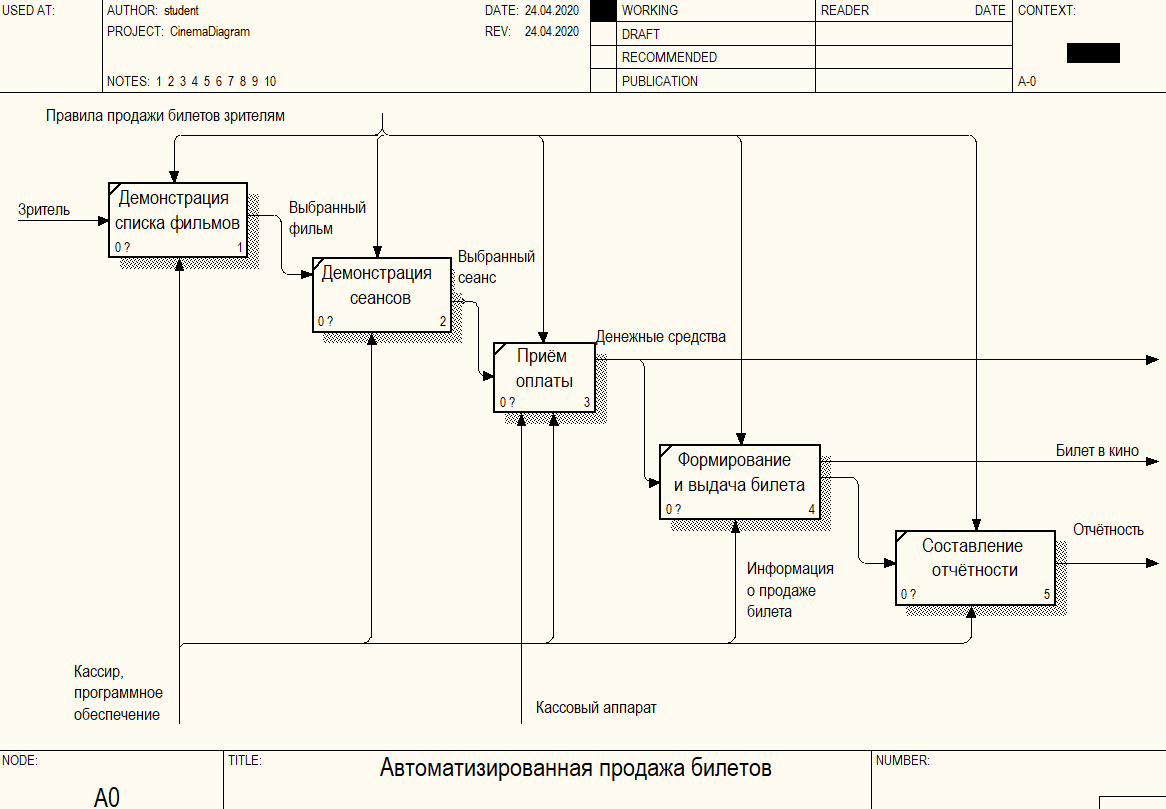 USED AT:
AUTHOR: student
DATE: 24.04.2020
PROJECT: CinemaDiagram
REV: 24.04.2020
NOTES: 1 2 3 4 5 6 7 8 9 10
WORKING
DRAFT
RECOMMENDED
PUBLICATION
READER
DATE
CONTEXT:
A-0
Правила продажи билетов зрителям
Зритель
Демонстрация
списка фильмов
0 ?
1
Выбранный
фильм
Демонстрация
сеансов
0 ?
2
Выбранный
сеанс
Приём
оплаты
0 ?
3
Денежные средства
Формирование
и выдача билета
0 ?
4
Билет в кино
Составление
отчётности
0 ?
5
Отчётность
Информация
о продаже
билета
Кассир,
программное
обеспечение
Кассовый аппарат
NODE:
A0
TITLE:
Автоматизированная продажа билетов
NUMBER: